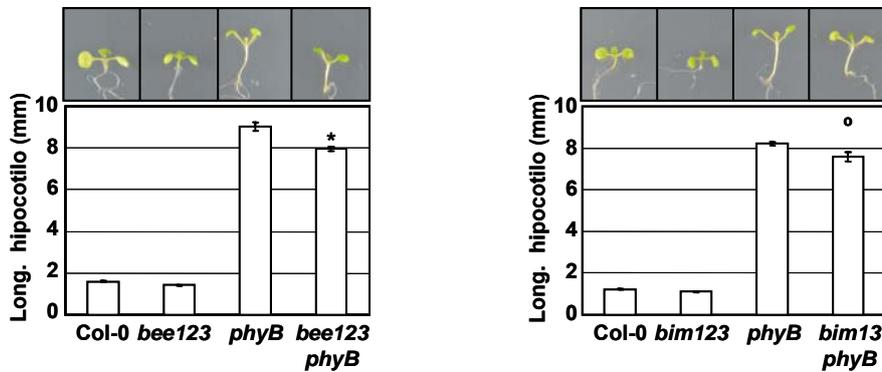 Long. hipocotilo (mm)
10
8
6
4
2
0
*
Col-0 bee123 phyB bee123 phyB
Long. hipocotilo (mm)
10
8
6
4
2
0
o
Col-0 bim123 phyB bim13 phyB